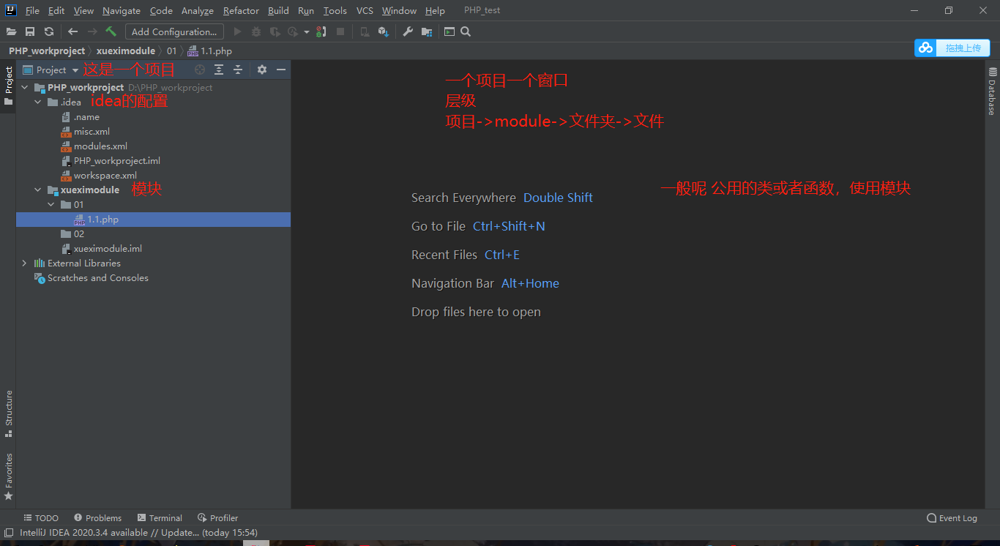 File Edit View Navigate Code Analyze Refactor Build Run Tools VCS Window Help PHP_test
Add Configuration...
PHP_workproject xueximodule 01 1.1.php
拖拽上传
Project
Project 这是一个项目
PHP_workproject D:\PHP_workproject
.idea idea的配置
.name
misc.xml
modules.xml
PHP_workproject.iml
workspace.xml
xueximodule 模块
01
1.1.php
02
xueximodule.iml
External Libraries
Scratches and Consoles
一个项目一个窗口
层级
项目->module->文件夹->文件
一般呢 公用的类或者函数，使用模块
Search Everywhere Double Shift
Go to File Ctrl+Shift+N
Recent Files Ctrl+E
Navigation Bar Alt+Home
Drop files here to open
Database
Structure
Favorites
TODO Problems Terminal Profiler Event Log
IntelliJ IDEA 2020.3.4 available // Update... (today 15:54)